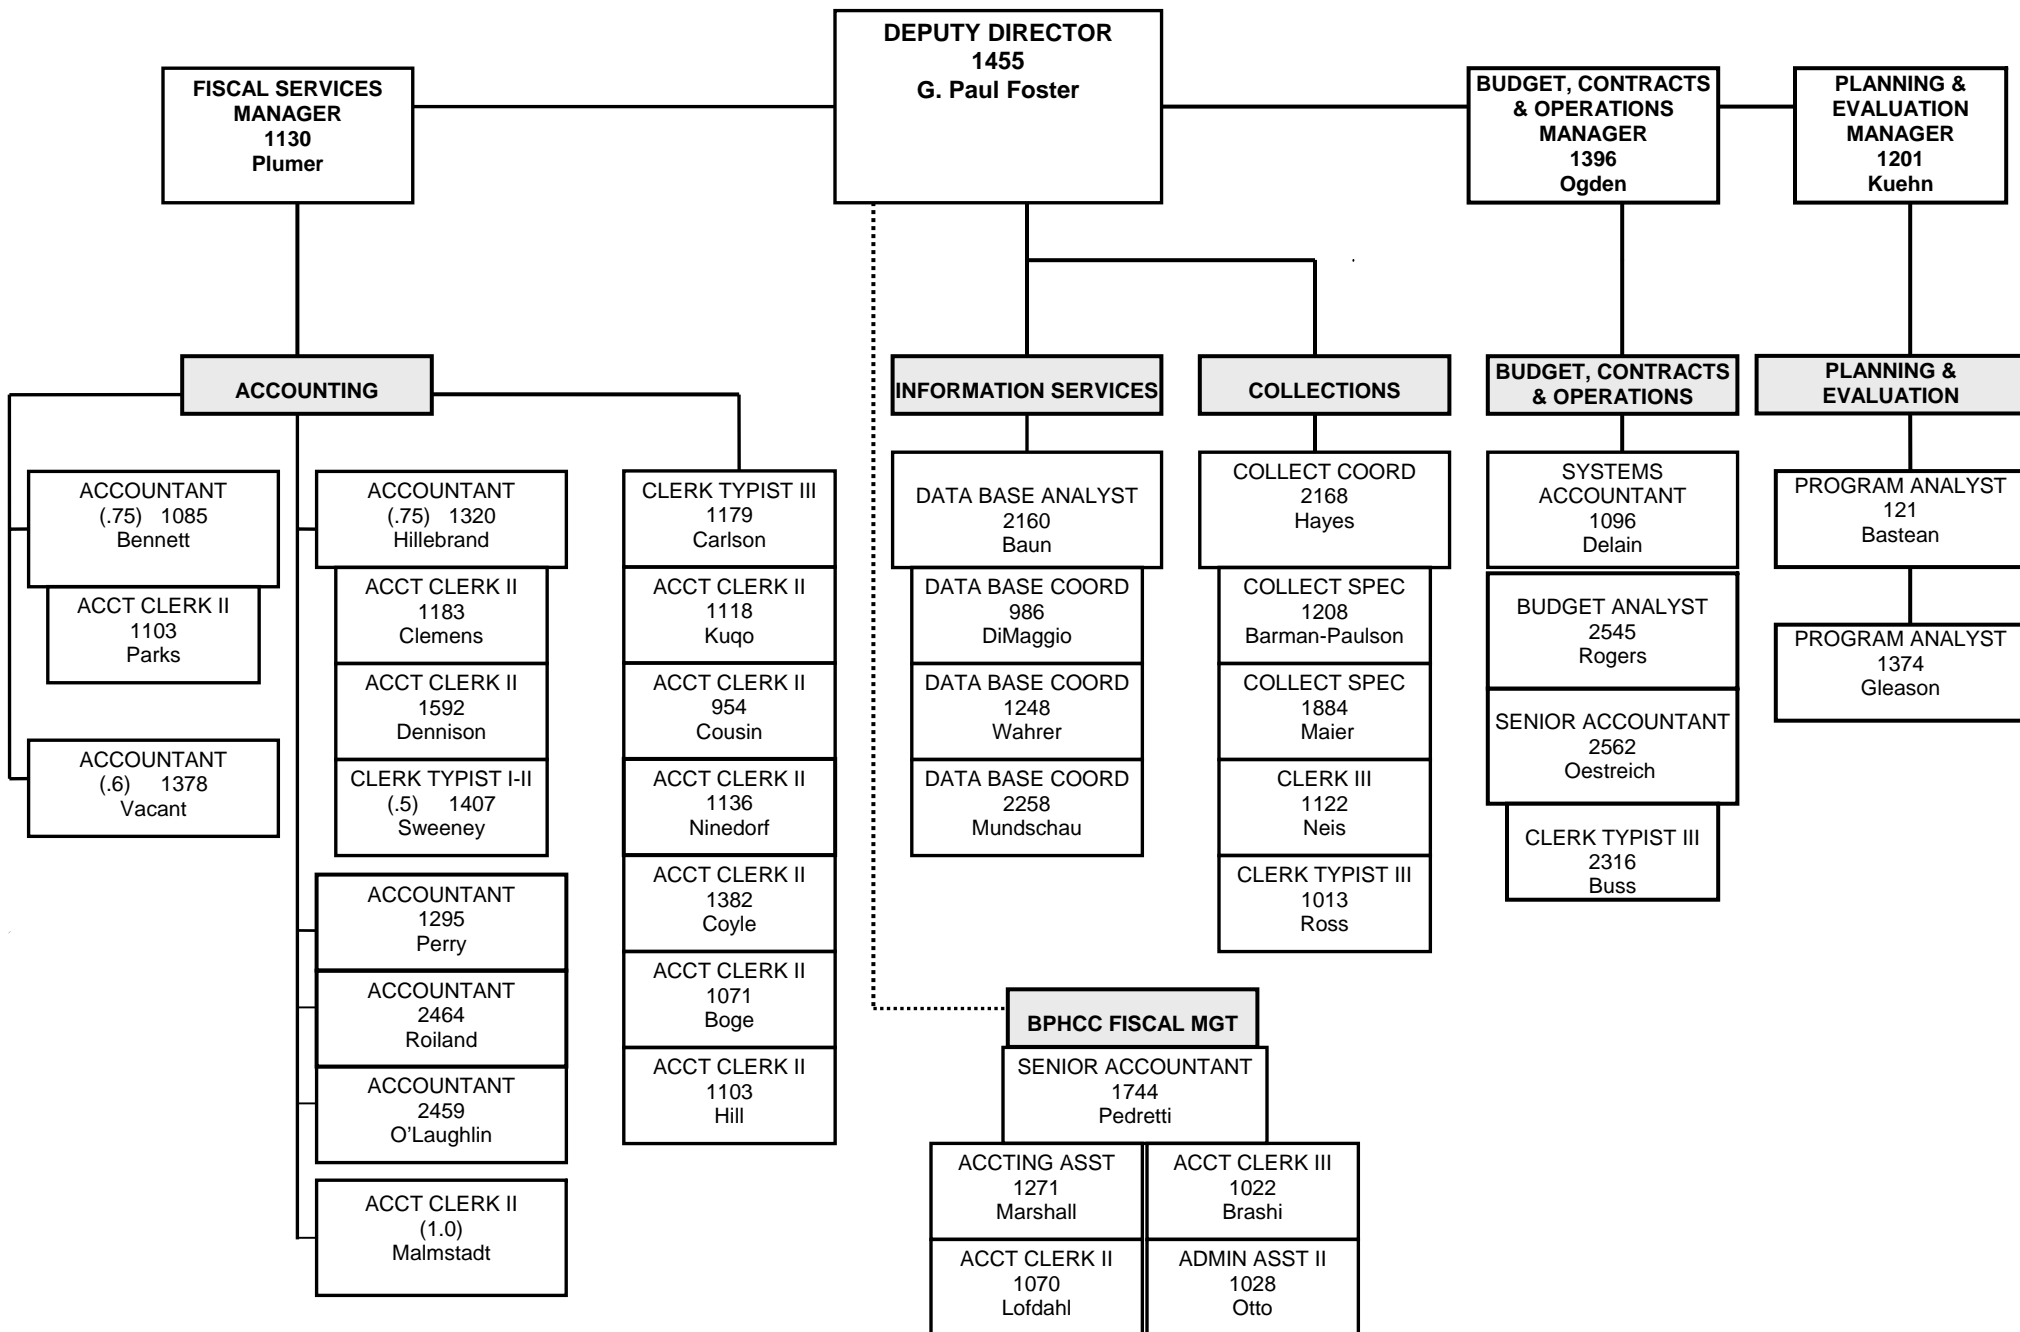 DEPUTY DIRECTOR
1455
G. Paul Foster
FISCAL SERVICES
MANAGER
1130
Plumer
BUDGET, CONTRACTS
& OPERATIONS
MANAGER
1396
Ogden
PLANNING &
EVALUATION
MANAGER
1201
Kuehn
ACCOUNTING
INFORMATION SERVICES
COLLECTIONS
BUDGET, CONTRACTS
& OPERATIONS
PLANNING &
EVALUATION
ACCOUNTANT
(.75) 1085
Bennett
ACCT CLERK II
1103
Parks
ACCOUNTANT
(.6) 1378
Vacant
ACCOUNTANT
(.75) 1320
Hillebrand
ACCT CLERK II
1183
Clemens
ACCT CLERK II
1592
Dennison
CLERK TYPIST I-II
(.5) 1407
Sweeney
ACCOUNTANT
1295
Perry
ACCOUNTANT
2464
Roiland
ACCOUNTANT
2459
O'Laughlin
ACCT CLERK II
(1.0)
Malmstadt
CLERK TYPIST III
1179
Carlson
ACCT CLERK II
1118
Kuqo
ACCT CLERK II
954
Cousin
ACCT CLERK II
1136
Ninedorf
ACCT CLERK II
1382
Coyle
ACCT CLERK II
1071
Boge
ACCT CLERK II
1103
Hill
DATA BASE ANALYST
2160
Baun
DATA BASE COORD
986
DiMaggio
DATA BASE COORD
1248
Wahrer
DATA BASE COORD
2258
Mundschau
COLLECT COORD
2168
Hayes
COLLECT SPEC
1208
Barman-Paulson
COLLECT SPEC
1884
Maier
CLERK III
1122
Neis
CLERK TYPIST III
1013
Ross
SYSTEMS
ACCOUNTANT
1096
Delain
BUDGET ANALYST
2545
Rogers
SENIOR ACCOUNTANT
2562
Oestreich
CLERK TYPIST III
2316
Buss
PROGRAM ANALYST
121
Bastean
PROGRAM ANALYST
1374
Gleason
BPHCC FISCAL MGT
SENIOR ACCOUNTANT
1744
Pedretti
ACCTING ASST
1271
Marshall
ACCT CLERK III
1022
Brashi
ACCT CLERK II
1070
Lofdahl
ADMIN ASST II
1028
Otto